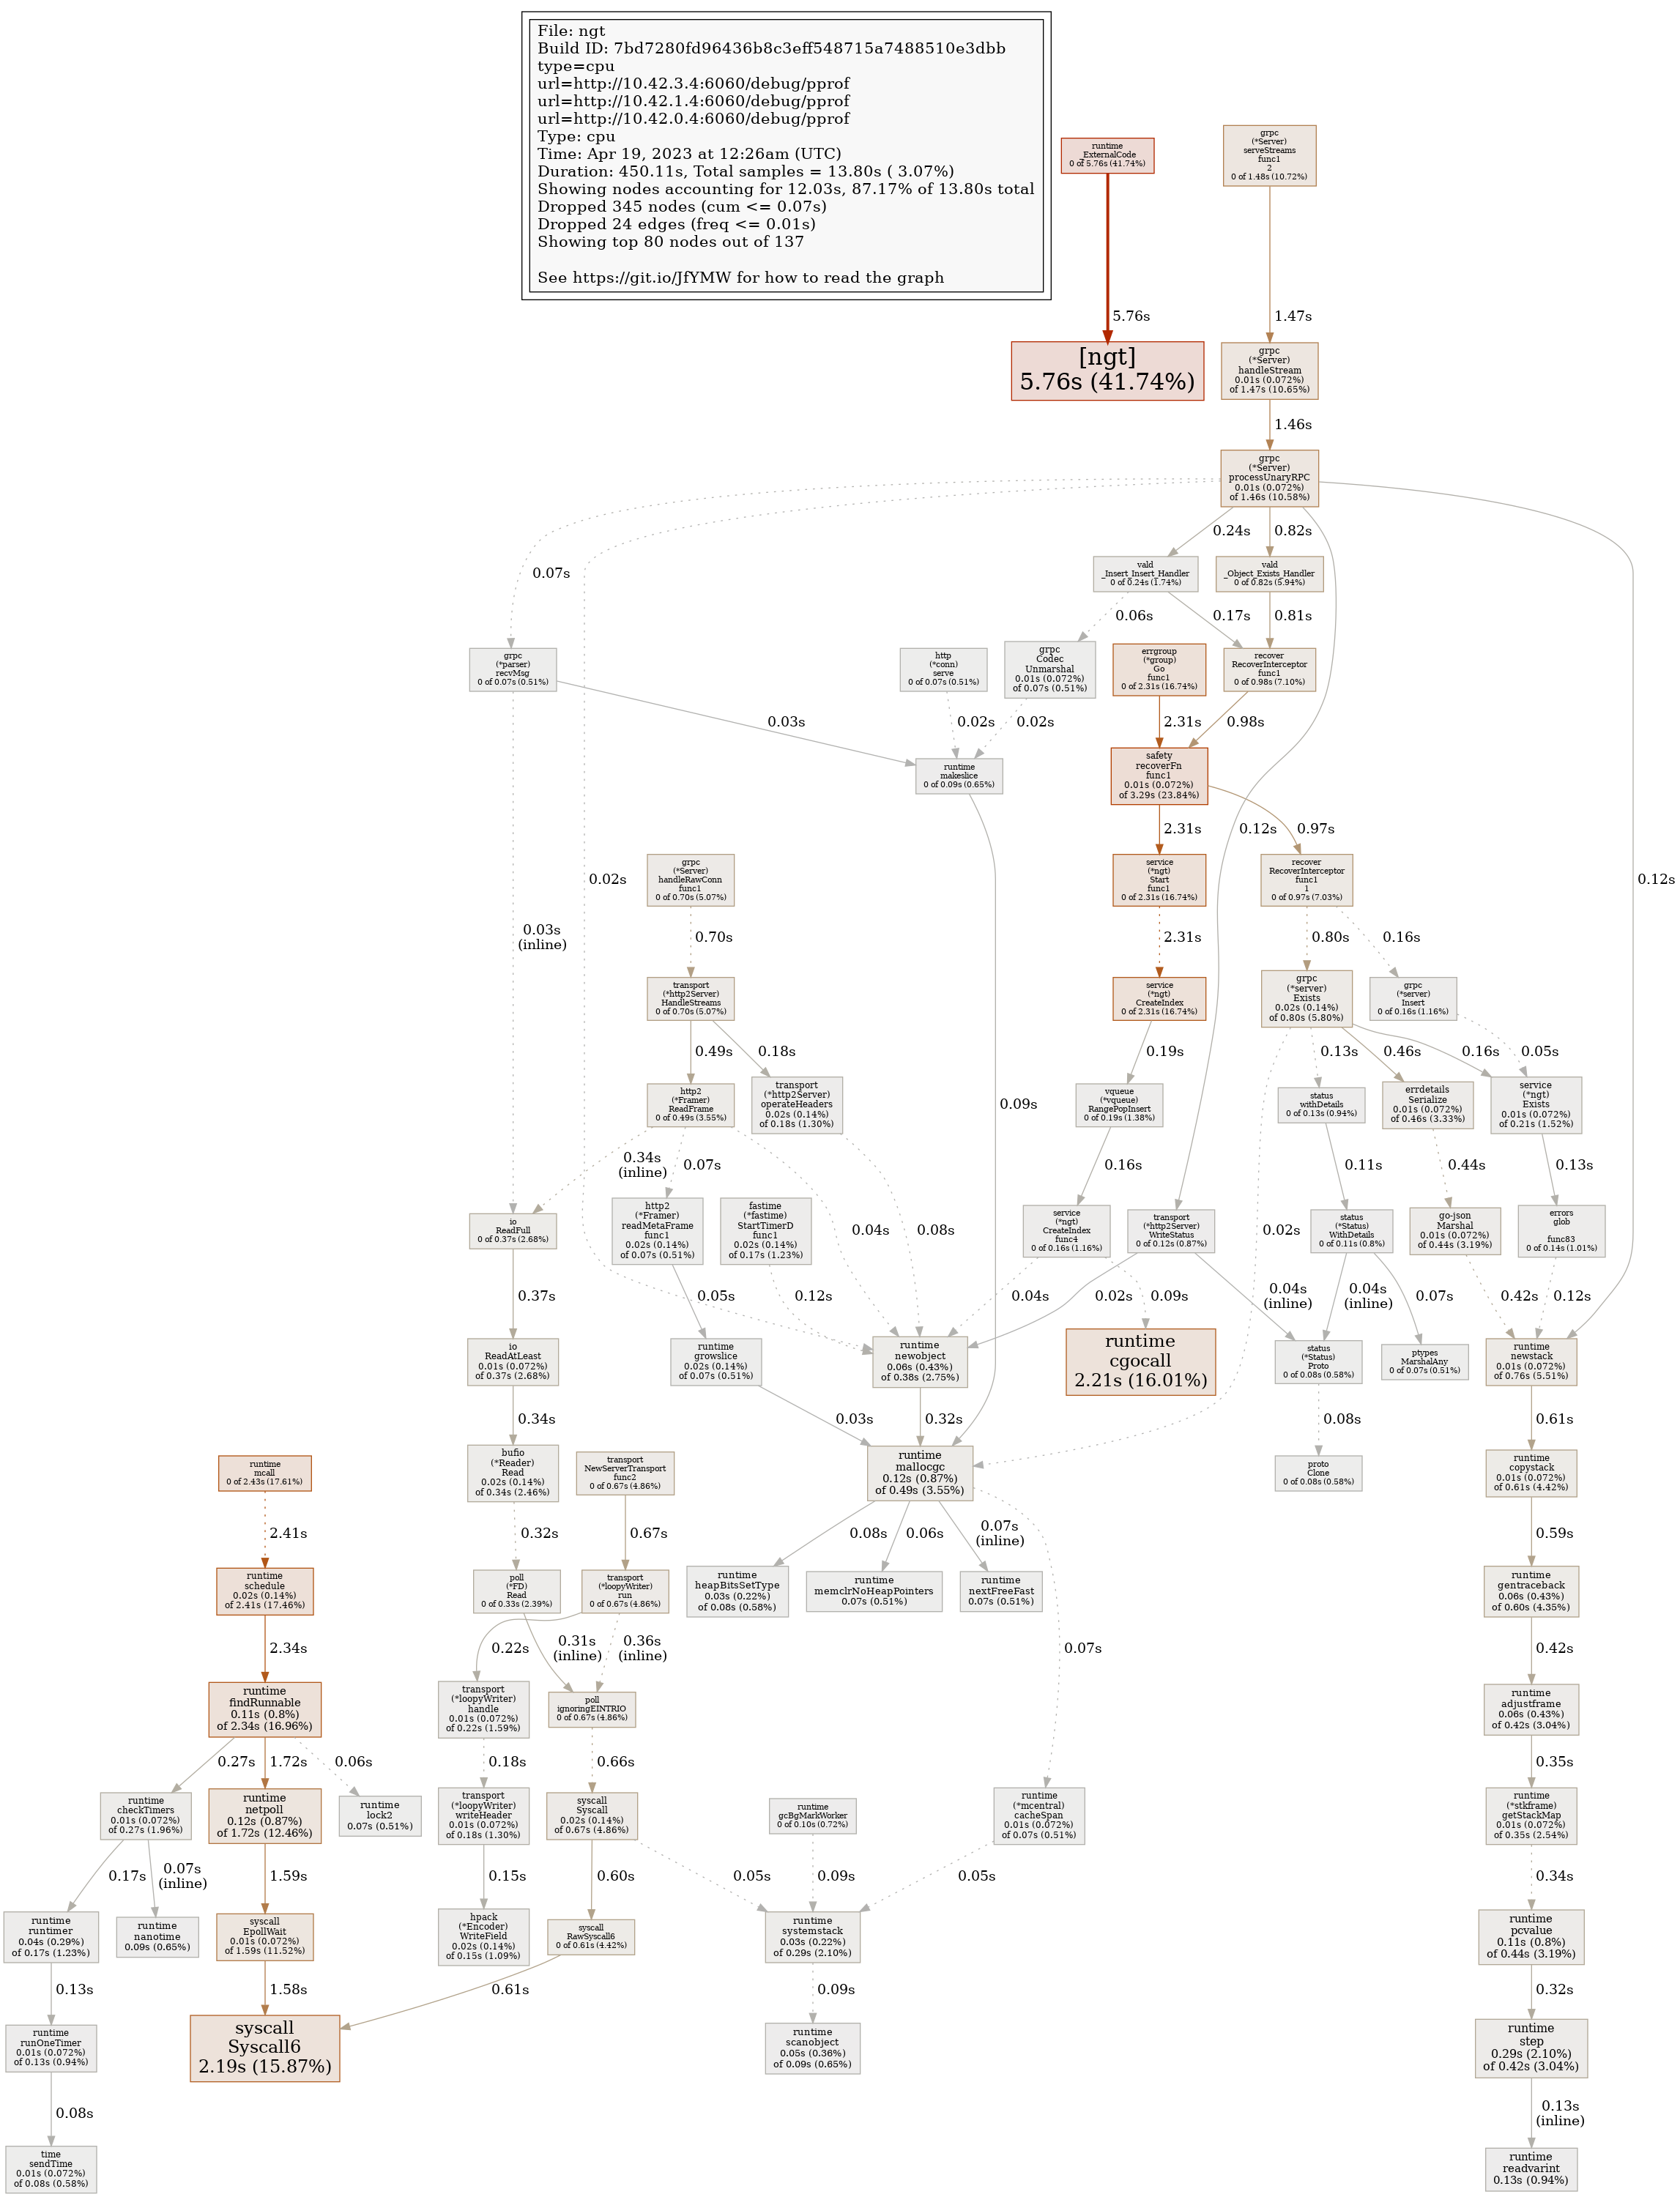 File: ngt
Build ID: 7bd7280fd96436b8c3eff548715a7488510e3dbb
type=cpu
url=http://10.42.3.4:6060/debug/pprof
url=http://10.42.1.4:6060/debug/pprof
url=http://10.42.0.4:6060/debug/pprof
Type: cpu
Time: Apr 19, 2023 at 12:26am (UTC)
Duration: 450.11s, Total samples = 13.80s ( 3.07%)
Showing nodes accounting for 12.03s, 87.17% of 13.80s total
Dropped 345 nodes (cum <= 0.07s)
Dropped 24 edges (freq <= 0.01s)
Showing top 80 nodes out of 137
See https://git.io/JfYMW for how to read the graph
runtime
_ExternalCode
0 of 5.76s (41.74%)
grpc
(*Server)
serveStreams
func1
2
0 of 1.48s (10.72%)
5.76s
1.47s
[ngt]
5.76s (41.74%)
grpc
(*Server)
handleStream
0.01s (0.072%)
of 1.47s (10.65%)
1.46s
grpc
(*Server)
processUnaryRPC
0.01s (0.072%)
of 1.46s (10.58%)
0.07s
0.02s
0.24s
0.82s
0.12s
0.12s
vald
_Insert_Insert_Handler
0 of 0.24s (1.74%)
vald
_Object_Exists_Handler
0 of 0.82s (5.94%)
0.06s
0.17s
0.81s
grpc
(*parser)
recvMsg
0 of 0.07s (0.51%)
http
(*conn)
serve
0 of 0.07s (0.51%)
grpc
Codec
Unmarshal
0.01s (0.072%)
of 0.07s (0.51%)
errgroup
(*group)
Go
func1
0 of 2.31s (16.74%)
recover
RecoverInterceptor
func1
0 of 0.98s (7.10%)
0.03s
0.02s
0.02s
2.31s
0.98s
runtime
makeslice
0 of 0.09s (0.65%)
safety
recoverFn
func1
0.01s (0.072%)
of 3.29s (23.84%)
2.31s
0.97s
grpc
(*Server)
handleRawConn
func1
0 of 0.70s (5.07%)
service
(*ngt)
Start
func1
0 of 2.31s (16.74%)
recover
RecoverInterceptor
func1
1
0 of 0.97s (7.03%)
0.03s
(inline)
0.70s
2.31s
0.80s
0.16s
transport
(*http2Server)
HandleStreams
0 of 0.70s (5.07%)
service
(*ngt)
CreateIndex
0 of 2.31s (16.74%)
grpc
(*server)
Exists
0.02s (0.14%)
of 0.80s (5.80%)
grpc
(*server)
Insert
0 of 0.16s (1.16%)
0.49s
0.18s
0.19s
0.13s
0.46s
0.16s
0.05s
http2
(*Framer)
ReadFrame
0 of 0.49s (3.55%)
transport
(*http2Server)
operateHeaders
0.02s (0.14%)
of 0.18s (1.30%)
0.09s
vqueue
(*vqueue)
RangePopInsert
0 of 0.19s (1.38%)
status
withDetails
0 of 0.13s (0.94%)
errdetails
Serialize
0.01s (0.072%)
of 0.46s (3.33%)
service
(*ngt)
Exists
0.01s (0.072%)
of 0.21s (1.52%)
0.34s
(inline)
0.07s
0.16s
0.11s
0.44s
0.13s
io
ReadFull
0 of 0.37s (2.68%)
http2
(*Framer)
readMetaFrame
func1
0.02s (0.14%)
of 0.07s (0.51%)
fastime
(*fastime)
StartTimerD
func1
0.02s (0.14%)
of 0.17s (1.23%)
0.04s
0.08s
service
(*ngt)
CreateIndex
func4
0 of 0.16s (1.16%)
transport
(*http2Server)
WriteStatus
0 of 0.12s (0.87%)
0.02s
status
(*Status)
WithDetails
0 of 0.11s (0.8%)
go-json
Marshal
0.01s (0.072%)
of 0.44s (3.19%)
errors
glob
func83
0 of 0.14s (1.01%)
0.37s
0.05s
0.12s
0.04s
0.09s
0.02s
0.04s
(inline)
0.04s
(inline)
0.07s
0.42s
0.12s
io
ReadAtLeast
0.01s (0.072%)
of 0.37s (2.68%)
runtime
growslice
0.02s (0.14%)
of 0.07s (0.51%)
runtime
newobject
0.06s (0.43%)
of 0.38s (2.75%)
runtime
cgocall
2.21s (16.01%)
status
(*Status)
Proto
0 of 0.08s (0.58%)
ptypes
MarshalAny
0 of 0.07s (0.51%)
runtime
newstack
0.01s (0.072%)
of 0.76s (5.51%)
0.34s
0.03s
0.32s
0.08s
0.61s
runtime
mcall
0 of 2.43s (17.61%)
bufio
(*Reader)
Read
0.02s (0.14%)
of 0.34s (2.46%)
transport
NewServerTransport
func2
0 of 0.67s (4.86%)
runtime
mallocgc
0.12s (0.87%)
of 0.49s (3.55%)
proto
Clone
0 of 0.08s (0.58%)
runtime
copystack
0.01s (0.072%)
of 0.61s (4.42%)
2.41s
0.32s
0.67s
0.08s
0.06s
0.07s
(inline)
0.59s
runtime
schedule
0.02s (0.14%)
of 2.41s (17.46%)
poll
(*FD)
Read
0 of 0.33s (2.39%)
transport
(*loopyWriter)
run
0 of 0.67s (4.86%)
runtime
heapBitsSetType
0.03s (0.22%)
of 0.08s (0.58%)
runtime
memclrNoHeapPointers
0.07s (0.51%)
runtime
nextFreeFast
0.07s (0.51%)
runtime
gentraceback
0.06s (0.43%)
of 0.60s (4.35%)
2.34s
0.22s
0.31s
(inline)
0.36s
(inline)
0.07s
0.42s
runtime
findRunnable
0.11s (0.8%)
of 2.34s (16.96%)
transport
(*loopyWriter)
handle
0.01s (0.072%)
of 0.22s (1.59%)
poll
ignoringEINTRIO
0 of 0.67s (4.86%)
runtime
adjustframe
0.06s (0.43%)
of 0.42s (3.04%)
0.27s
1.72s
0.06s
0.18s
0.66s
0.35s
runtime
checkTimers
0.01s (0.072%)
of 0.27s (1.96%)
runtime
netpoll
0.12s (0.87%)
of 1.72s (12.46%)
runtime
lock2
0.07s (0.51%)
transport
(*loopyWriter)
writeHeader
0.01s (0.072%)
of 0.18s (1.30%)
syscall
Syscall
0.02s (0.14%)
of 0.67s (4.86%)
runtime
gcBgMarkWorker
0 of 0.10s (0.72%)
runtime
(*mcentral)
cacheSpan
0.01s (0.072%)
of 0.07s (0.51%)
runtime
(*stkframe)
getStackMap
0.01s (0.072%)
of 0.35s (2.54%)
0.17s
0.07s
(inline)
1.59s
0.15s
0.60s
0.05s
0.09s
0.05s
0.34s
runtime
runtimer
0.04s (0.29%)
of 0.17s (1.23%)
runtime
nanotime
0.09s (0.65%)
syscall
EpollWait
0.01s (0.072%)
of 1.59s (11.52%)
hpack
(*Encoder)
WriteField
0.02s (0.14%)
of 0.15s (1.09%)
syscall
RawSyscall6
0 of 0.61s (4.42%)
runtime
systemstack
0.03s (0.22%)
of 0.29s (2.10%)
runtime
pcvalue
0.11s (0.8%)
of 0.44s (3.19%)
0.13s
1.58s
0.61s
0.09s
0.32s
runtime
runOneTimer
0.01s (0.072%)
of 0.13s (0.94%)
syscall
Syscall6
2.19s (15.87%)
runtime
scanobject
0.05s (0.36%)
of 0.09s (0.65%)
runtime
step
0.29s (2.10%)
of 0.42s (3.04%)
0.08s
0.13s
(inline)
time
sendTime
0.01s (0.072%)
of 0.08s (0.58%)
runtime
readvarint
0.13s (0.94%)